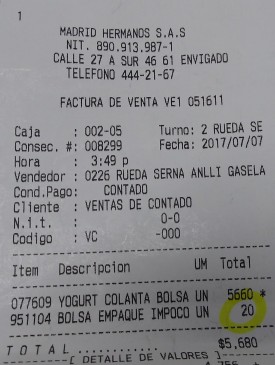 1
MADRID HERMANOS S.A.S
NIT. 890.913.987-1
CALLE 27 A SUR 46 61 ENVIGADO
TELEFONO 444-21-67
FACTURA DE VENTA VE1 051611
Caja : 002-05 Turno: 2 RUEDA SE
Consec. #: 008299 Fecha: 2017/07/07
Hora : 3:49 p
Vendedor : 0226 RUEDA SERNA ANLLI GASELA
Cond.Pago: CONTADO
Cliente : VENTAS DE CONTADO
N.i.t. : 0-0
Codigo : VC -000
Item Descripcion UM Total
077609 YOGURT COLANTA BOLSA UN 5660 *
951104 BOLSA EMPAQUE IMPOCO UN 20
T O T A L ............ $5,680
[ DETALLE DE VALORES ]